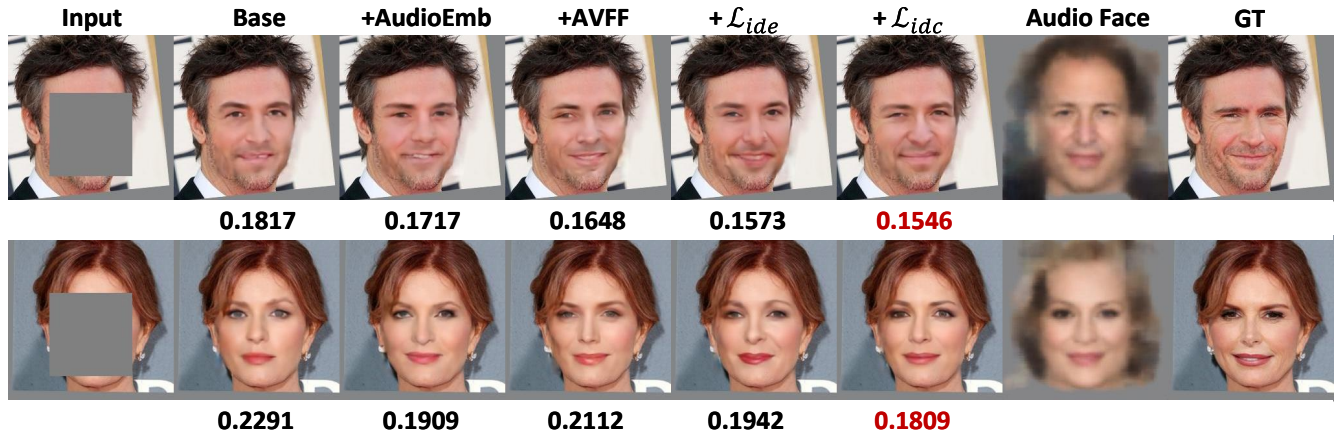 Input Base +AudioEmb +AVFF + ℒ_ide + ℒ_idc Audio Face GT
0.1817 0.1717 0.1648 0.1573 0.1546
0.2291 0.1909 0.2112 0.1942 0.1809